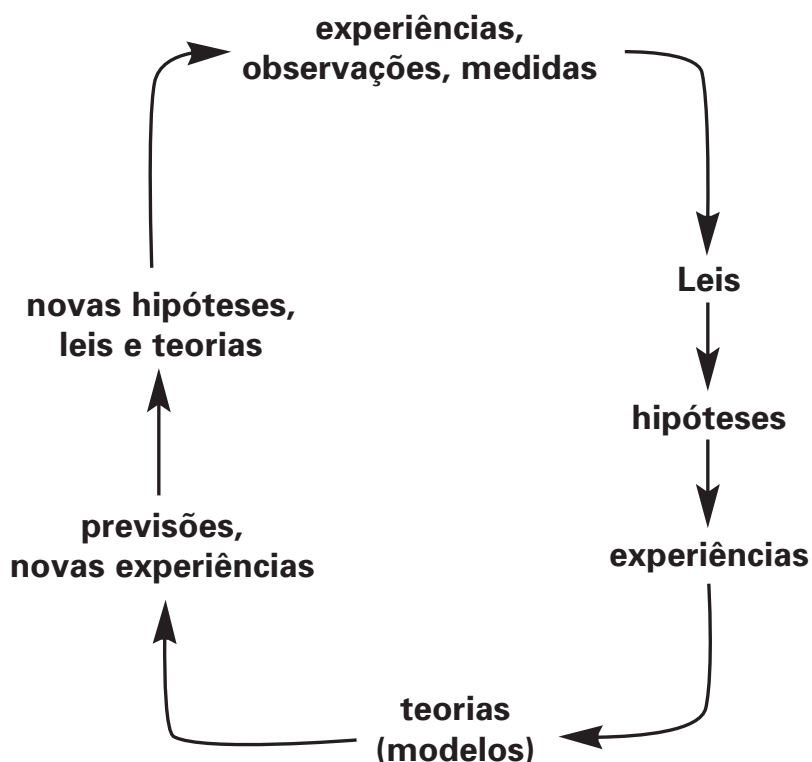 experiências,
observações, medidas
Leis
hipóteses
experiências
teorias
(modelos)
previsões,
novas experiências
novas hipóteses,
leis e teorias